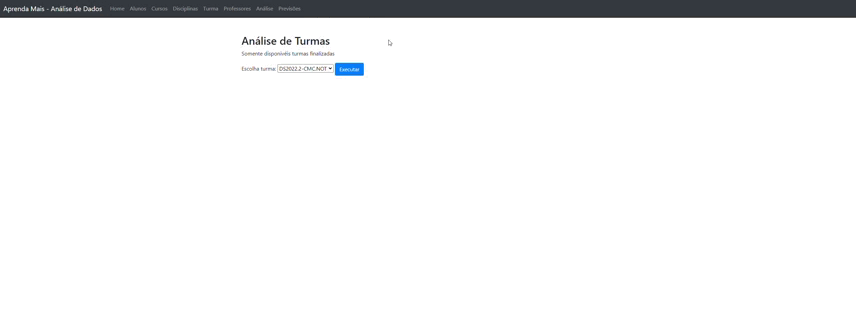 Aprenda Mais - Análise de Dados Home Alunos Cursos Disciplinas Turma Professores Análise Previsões
Análise de Turmas
Somente disponivéis turmas finalizadas
Escolha turma: DS2022.2-CMC.NOT Executar